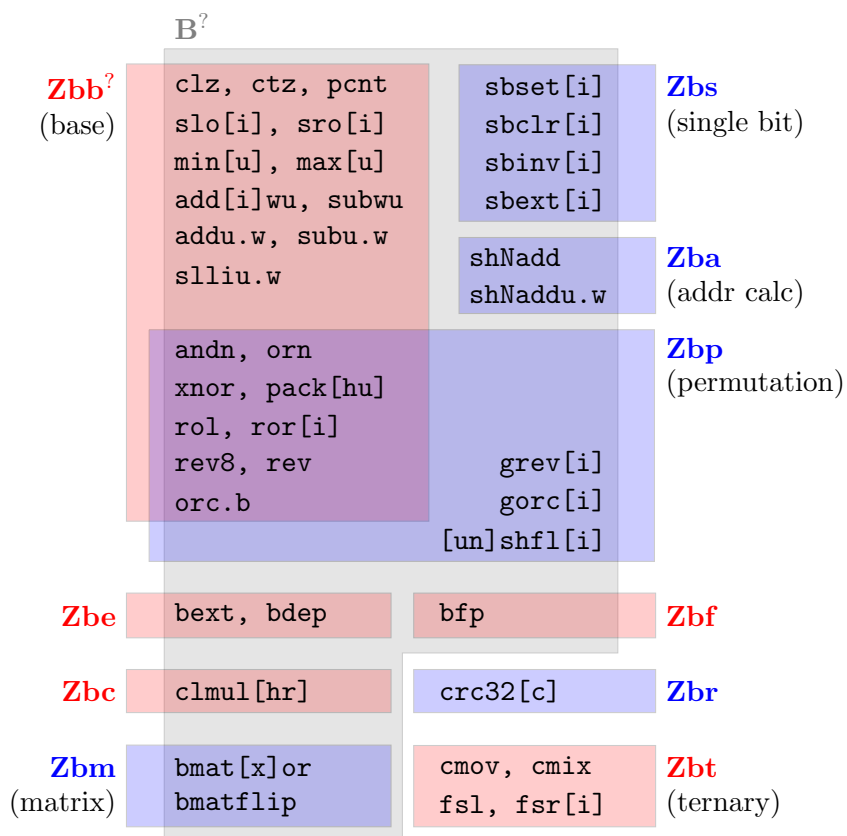 B?
Zbb?
(base)
clz, ctz, pcnt
slo[i], sro[i]
min[u], max[u]
add[i]wu, subwu
addu.w, subu.w
slliu.w
sbset[i]
sbclr[i]
sbinv[i]
sbext[i]
Zbs
(single bit)
shNadd
shNaddu.w
Zba
(addr calc)
andn, orn
xnor, pack[hu]
rol, ror[i]
rev8, rev
orc.b
grev[i]
gorc[i]
[un]shfl[i]
Zbp
(permutation)
Zbe
bext, bdep
bfp
Zbf
Zbc
clmul[hr]
crc32[c]
Zbr
Zbm
(matrix)
bmat[x]or
bmatflip
cmov, cmix
fsl, fsr[i]
Zbt
(ternary)